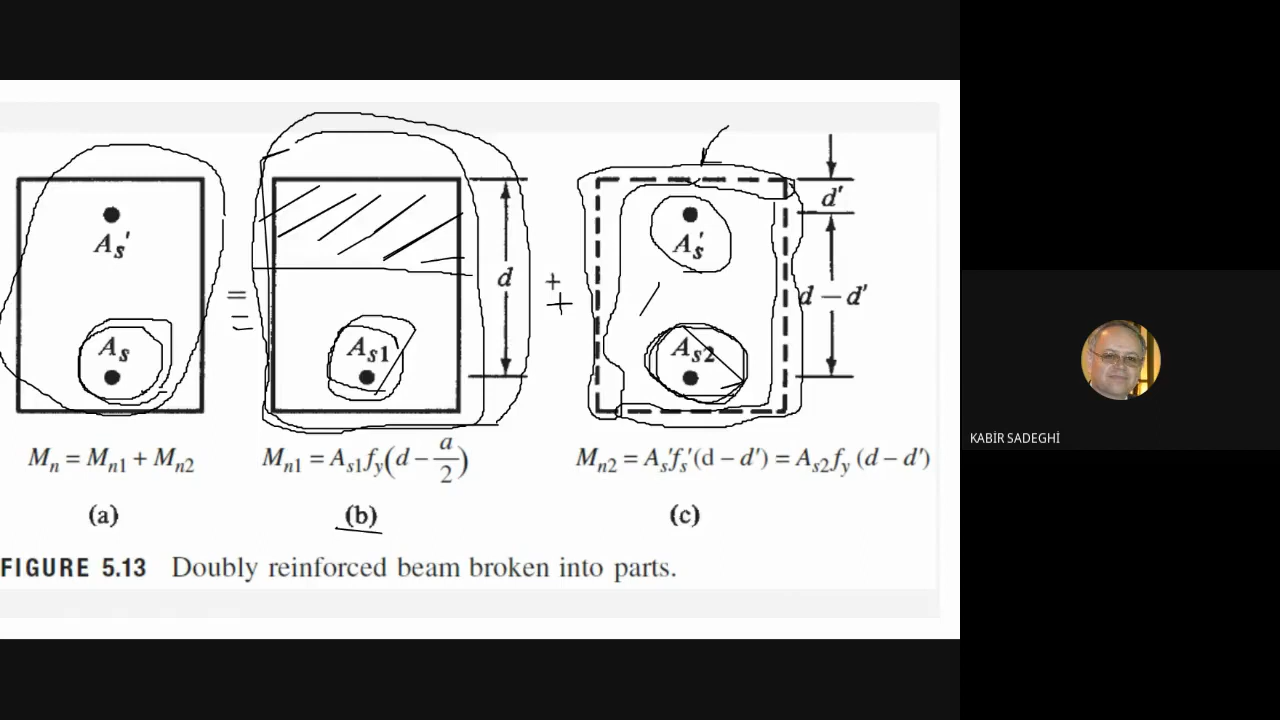 d'
A_s'
A_s'
d
d – d'
=
=
+
+
A_s
A_s1
A_s2
M_n = M_n1 + M_n2
M_n1 = A_s1 f_y (d – a/2)
M_n2 = A_s' f_s' (d – d') = A_s2 f_y (d – d')
(a)
(b)
(c)
FIGURE 5.13 Doubly reinforced beam broken into parts.
KABİR SADEGHİ